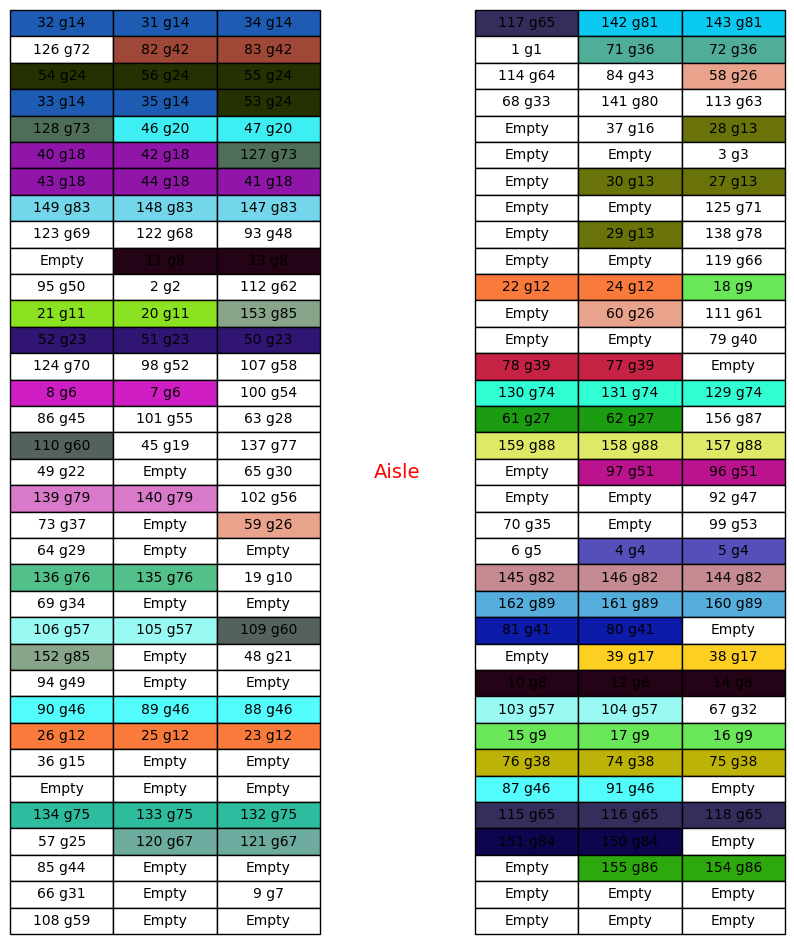 32 g14 31 g14 34 g14 117 g65 142 g81 143 g81
126 g72 82 g42 83 g42 1 g1 71 g36 72 g36
54 g24 56 g24 55 g24 114 g64 84 g43 58 g26
33 g14 35 g14 53 g24 68 g33 141 g80 113 g63
128 g73 46 g20 47 g20 Empty 37 g16 28 g13
40 g18 42 g18 127 g73 Empty Empty 3 g3
43 g18 44 g18 41 g18 Empty 30 g13 27 g13
149 g83 148 g83 147 g83 Empty Empty 125 g71
123 g69 122 g68 93 g48 Empty 29 g13 138 g78
Empty 11 g8 13 g8 Empty Empty 119 g66
95 g50 2 g2 112 g62 22 g12 24 g12 18 g9
21 g11 20 g11 153 g85 Empty 60 g26 111 g61
52 g23 51 g23 50 g23 Empty Empty 79 g40
124 g70 98 g52 107 g58 78 g39 77 g39 Empty
8 g6 7 g6 100 g54 130 g74 131 g74 129 g74
86 g45 101 g55 63 g28 61 g27 62 g27 156 g87
110 g60 45 g19 137 g77 159 g88 158 g88 157 g88
49 g22 Empty 65 g30 Aisle Empty 97 g51 96 g51
139 g79 140 g79 102 g56 Empty Empty 92 g47
73 g37 Empty 59 g26 70 g35 Empty 99 g53
64 g29 Empty Empty 6 g5 4 g4 5 g4
136 g76 135 g76 19 g10 145 g82 146 g82 144 g82
69 g34 Empty Empty 162 g89 161 g89 160 g89
106 g57 105 g57 109 g60 81 g41 80 g41 Empty
152 g85 Empty 48 g21 Empty 39 g17 38 g17
94 g49 Empty Empty 10 g8 12 g8 14 g8
90 g46 89 g46 88 g46 103 g57 104 g57 67 g32
26 g12 25 g12 23 g12 15 g9 17 g9 16 g9
36 g15 Empty Empty 76 g38 74 g38 75 g38
Empty Empty Empty 87 g46 91 g46 Empty
134 g75 133 g75 132 g75 115 g65 116 g65 118 g65
57 g25 120 g67 121 g67 151 g84 150 g84 Empty
85 g44 Empty Empty Empty 155 g86 154 g86
66 g31 Empty 9 g7 Empty Empty Empty
108 g59 Empty Empty Empty Empty Empty